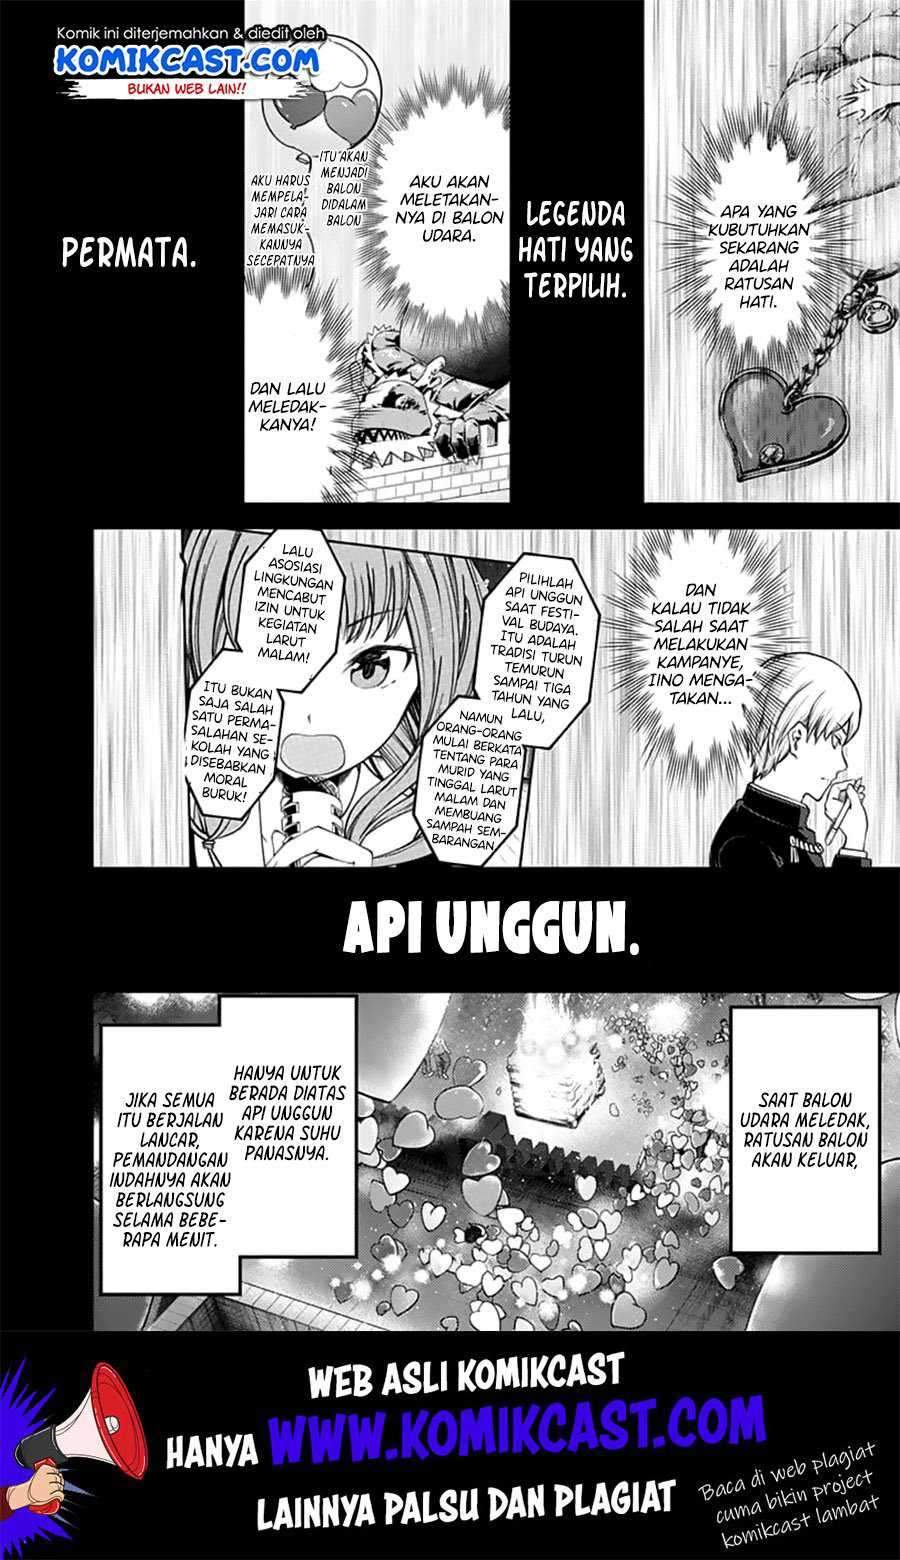 Komik ini diterjemahkan & diedit oleh
KOMIKCAST.COM
BUKAN WEB LAIN!!
APA YANG
KUBUTUHKAN
SEKARANG
ADALAH
RATUSAN
HATI.
LEGENDA
HATI YANG
TERPILIH.
AKU AKAN
MELETAKAN-
NYA DI BALON
UDARA.
ITU AKAN
MENJADI
BALON
DIDALAM
BALON
AKU HARUS
MEMPELA-
JARI CARA
MEMASUK-
KANNYA
SECEPATNYA
DAN LALU
MELEDAK-
KANYA!
PERMATA.
DAN
KALAU TIDAK
SALAH SAAT
MELAKUKAN
KAMPANYE,
IINO MENGA-
TAKAN...
PILIHLAH
API UNGGUN
SAAT FESTI-
VAL BUDAYA.
ITU ADALAH
TRADISI TURUN
TEMURUN
SAMPAI TIGA
TAHUN YANG
LALU,
NAMUN
ORANG-ORANG
MULAI BERKATA
TENTANG PARA
MURID YANG
TINGGAL LARUT
MALAM DAN
MEMBUANG
SAMPAH SEM-
BARANGAN.
LALU
ASOSIASI
LINGKUNGAN
MENCABUT
IZIN UNTUK
KEGIATAN
LARUT
MALAM!
ITU BUKAN
SAJA SALAH
SATU PERMA-
SALAHAN SE-
KOLAH YANG
DISEBABKAN
MORAL
BURUK!
API UNGGUN.
SAAT BALON
UDARA MELEDAK,
RATUSAN BALON
AKAN KELUAR,
HANYA UNTUK
BERADA DIATAS
API UNGGUN
KARENA SUHU
PANASNYA.
JIKA SEMUA
ITU BERJALAN
LANCAR,
PEMANDANGAN
INDAHNYA AKAN
BERLANGSUNG
SELAMA BEBE-
RAPA MENIT.
WEB ASLI KOMIKCAST
HANYA WWW.KOMIKCAST.COM
LAINNYA PALSU DAN PLAGIAT
Baca di web plagiat
cuma bikin project
komikcast lambat